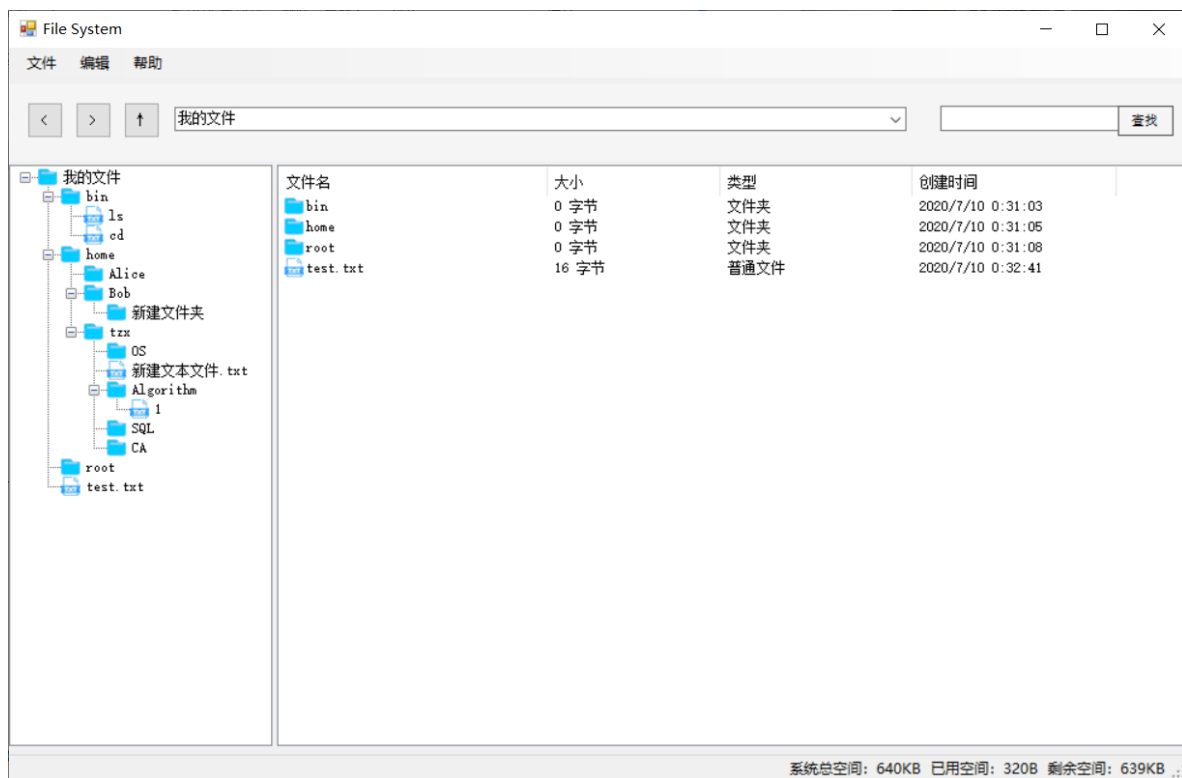 File System
文件 编辑 帮助
< > ↑ 我的文件 查找
我的文件
bin
ls
cd
home
Alice
Bob
新建文件夹
tzx
OS
新建文本文件.txt
Algorithm
1
SQL
CA
root
test.txt
文件名 大小 类型 创建时间
bin 0 字节 文件夹 2020/7/10 0:31:03
home 0 字节 文件夹 2020/7/10 0:31:05
root 0 字节 文件夹 2020/7/10 0:31:08
test.txt 16 字节 普通文件 2020/7/10 0:32:41
系统总空间: 640KB 已用空间: 320B 剩余空间: 639KB